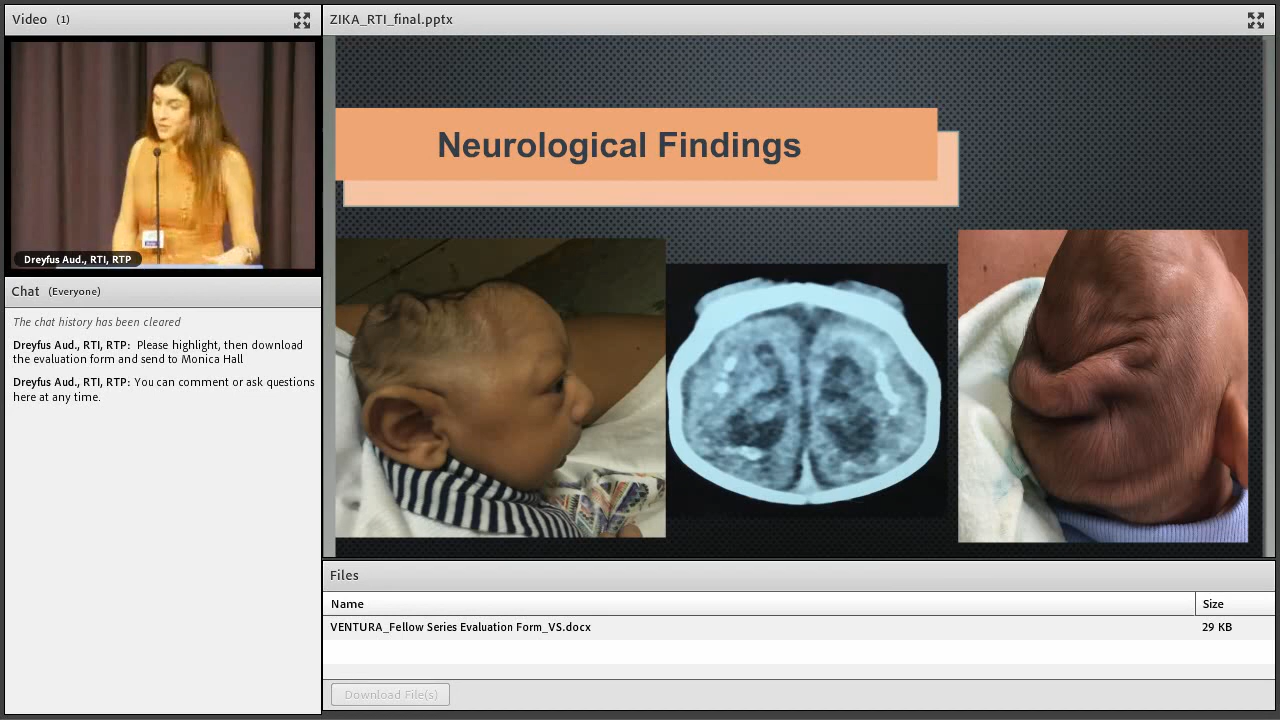 Video (1)
Dreyfus Aud., RTI, RTP
Chat (Everyone)
The chat history has been cleared
Dreyfus Aud., RTI, RTP: Please highlight, then download
the evaluation form and send to Monica Hall
Dreyfus Aud., RTI, RTP: You can comment or ask questions
here at any time.
ZIKA_RTI_final.pptx
Neurological Findings
Files
Name Size
VENTURA_Fellow Series Evaluation Form_VS.docx 29 KB
Download File(s)